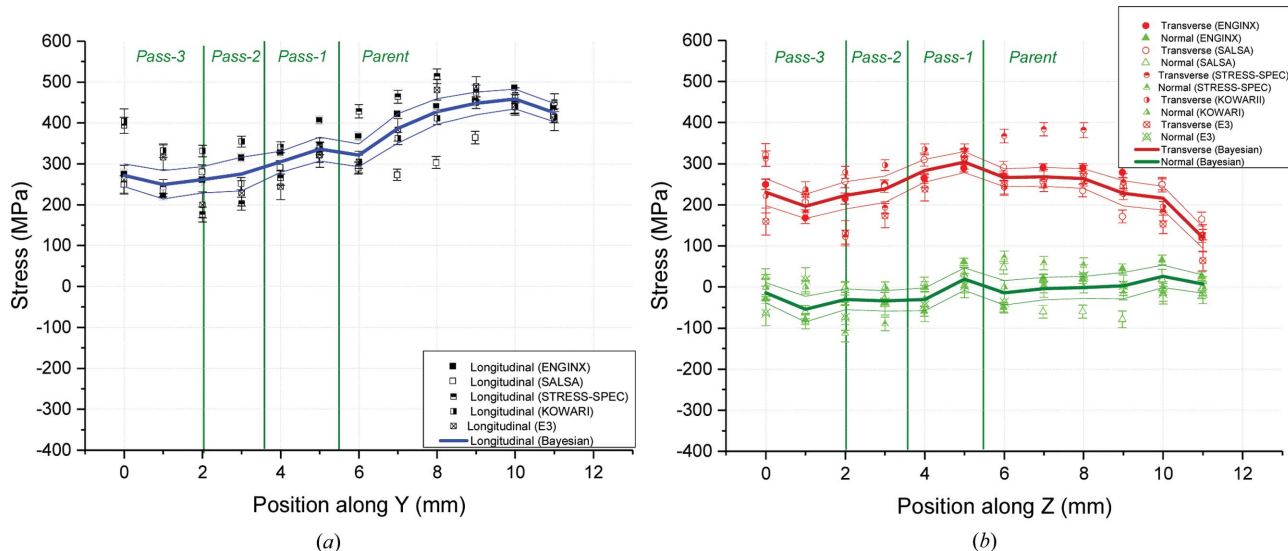 600
500
400
300
200
100
0
-100
-200
-300
-400
Stress (MPa)
Pass-3
Pass-2
Pass-1
Parent
Longitudinal (ENGINX)
Longitudinal (SALSA)
Longitudinal (STRESS-SPEC)
Longitudinal (KOWARI)
Longitudinal (E3)
Longitudinal (Bayesian)
0 2 4 6 8 10 12
Position along Y (mm)
(a)
600
500
400
300
200
100
0
-100
-200
-300
-400
Stress (MPa)
Pass-3
Pass-2
Pass-1
Parent
Transverse (ENGINX)
Normal (ENGINX)
Transverse (SALSA)
Normal (SALSA)
Transverse (STRESS-SPEC)
Normal (STRESS-SPEC)
Transverse (KOWARII)
Normal (KOWARI)
Transverse (E3)
Normal (E3)
Transverse (Bayesian)
Normal (Bayesian)
0 2 4 6 8 10 12
Position along Z (mm)
(b)